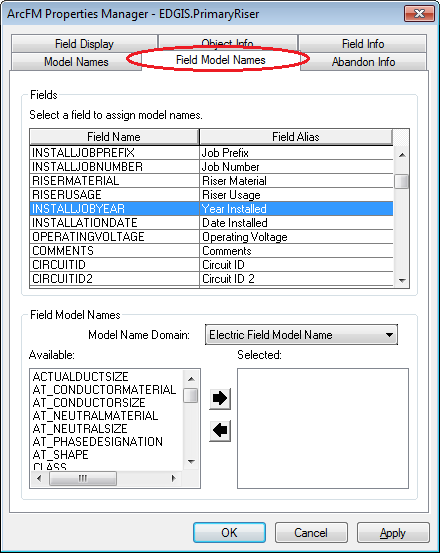 ArcFM Properties Manager - EDGIS.PrimaryRiser
Field Display Object Info Field Info
Model Names Field Model Names Abandon Info
Fields
Select a field to assign model names.
Field Name Field Alias
INSTALLJOBPREFIX Job Prefix
INSTALLJOBNUMBER Job Number
RISERMATERIAL Riser Material
RISERUSAGE Riser Usage
INSTALLJOBYEAR Year Installed
INSTALLATIONDATE Date Installed
OPERATINGVOLTAGE Operating Voltage
COMMENTS Comments
CIRCUITID Circuit ID
CIRCUITID2 Circuit ID 2
Field Model Names
Model Name Domain: Electric Field Model Name
Available: Selected:
ACTUALDUCTSIZE
AT_CONDUCTORMATERIAL
AT_CONDUCTORSIZE
AT_NEUTRALMATERIAL
AT_NEUTRALSIZE
AT_PHASEDESIGNATION
AT_SHAPE
CLASS
OK Cancel Apply